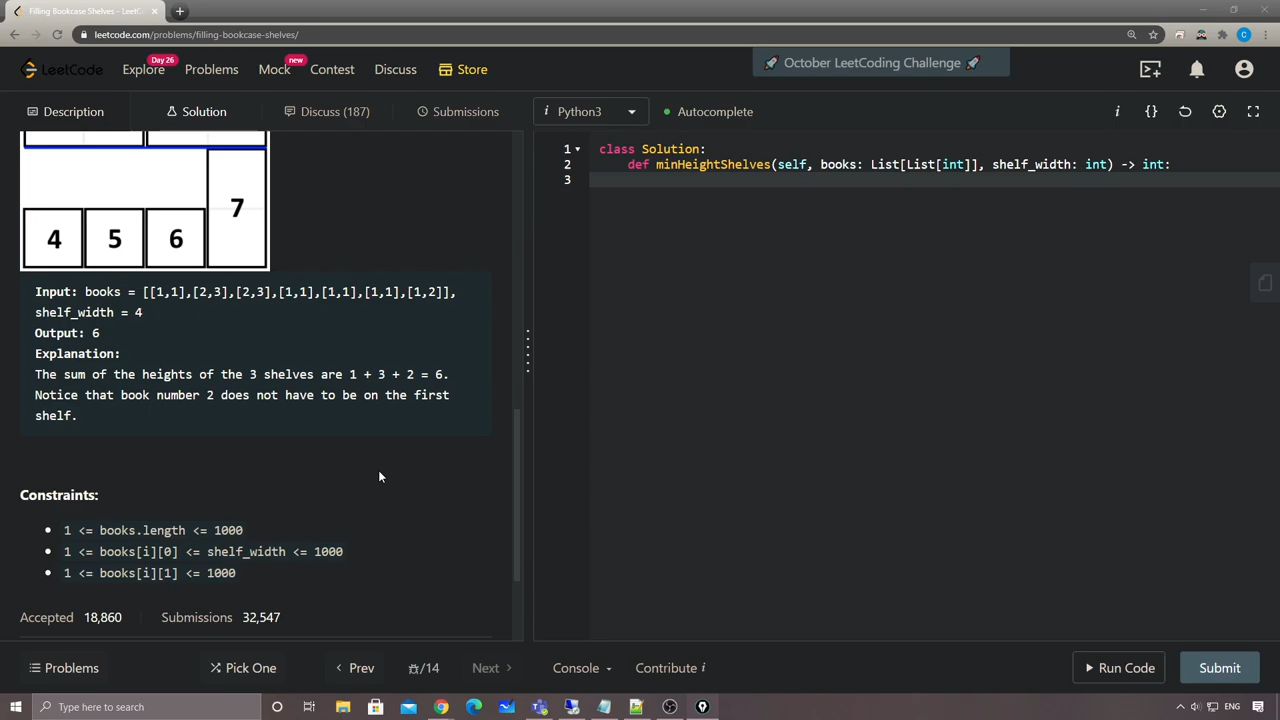 Filling Bookcase Shelves - LeetC
leetcode.com/problems/filling-bookcase-shelves/
LeetCode
Explore
Day 26
Problems
Mock
new
Contest
Discuss
Store
🚀 October LeetCoding Challenge 🚀
Description
Solution
Discuss (187)
Submissions
i Python3
Autocomplete
4 5 6 7
Input: books = [[1,1],[2,3],[2,3],[1,1],[1,1],[1,1],[1,2]],
shelf_width = 4
Output: 6
Explanation:
The sum of the heights of the 3 shelves are 1 + 3 + 2 = 6.
Notice that book number 2 does not have to be on the first
shelf.
Constraints:
1 <= books.length <= 1000
1 <= books[i][0] <= shelf_width <= 1000
1 <= books[i][1] <= 1000
Accepted 18,860 Submissions 32,547
1 class Solution:
2 def minHeightShelves(self, books: List[List[int]], shelf_width: int) -> int:
3
Problems
Pick One
Prev
/14
Next
Console
Contribute i
Run Code
Submit
Type here to search
ENG